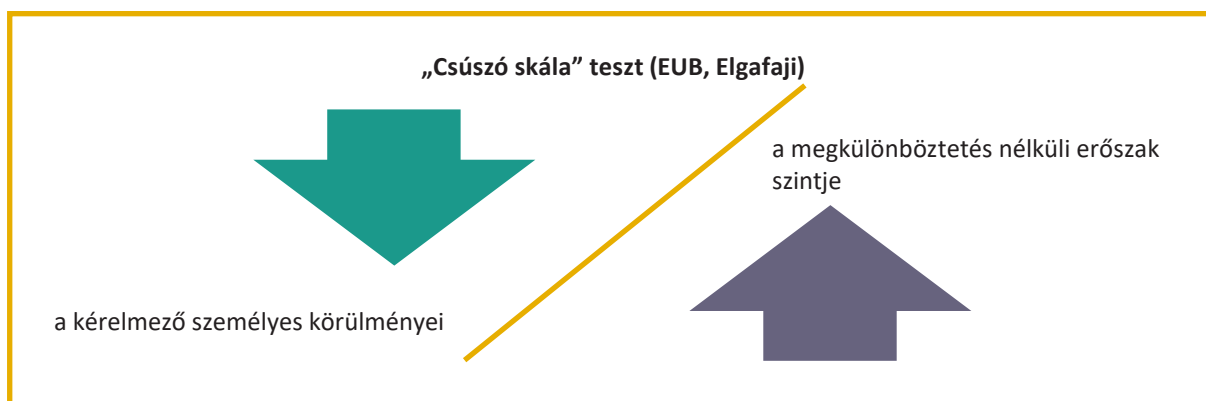 „Csúszó skála” teszt (EUB, Elgafaji)
a megkülönböztetés nélküli erőszak
szintje
a kérelmező személyes körülményei